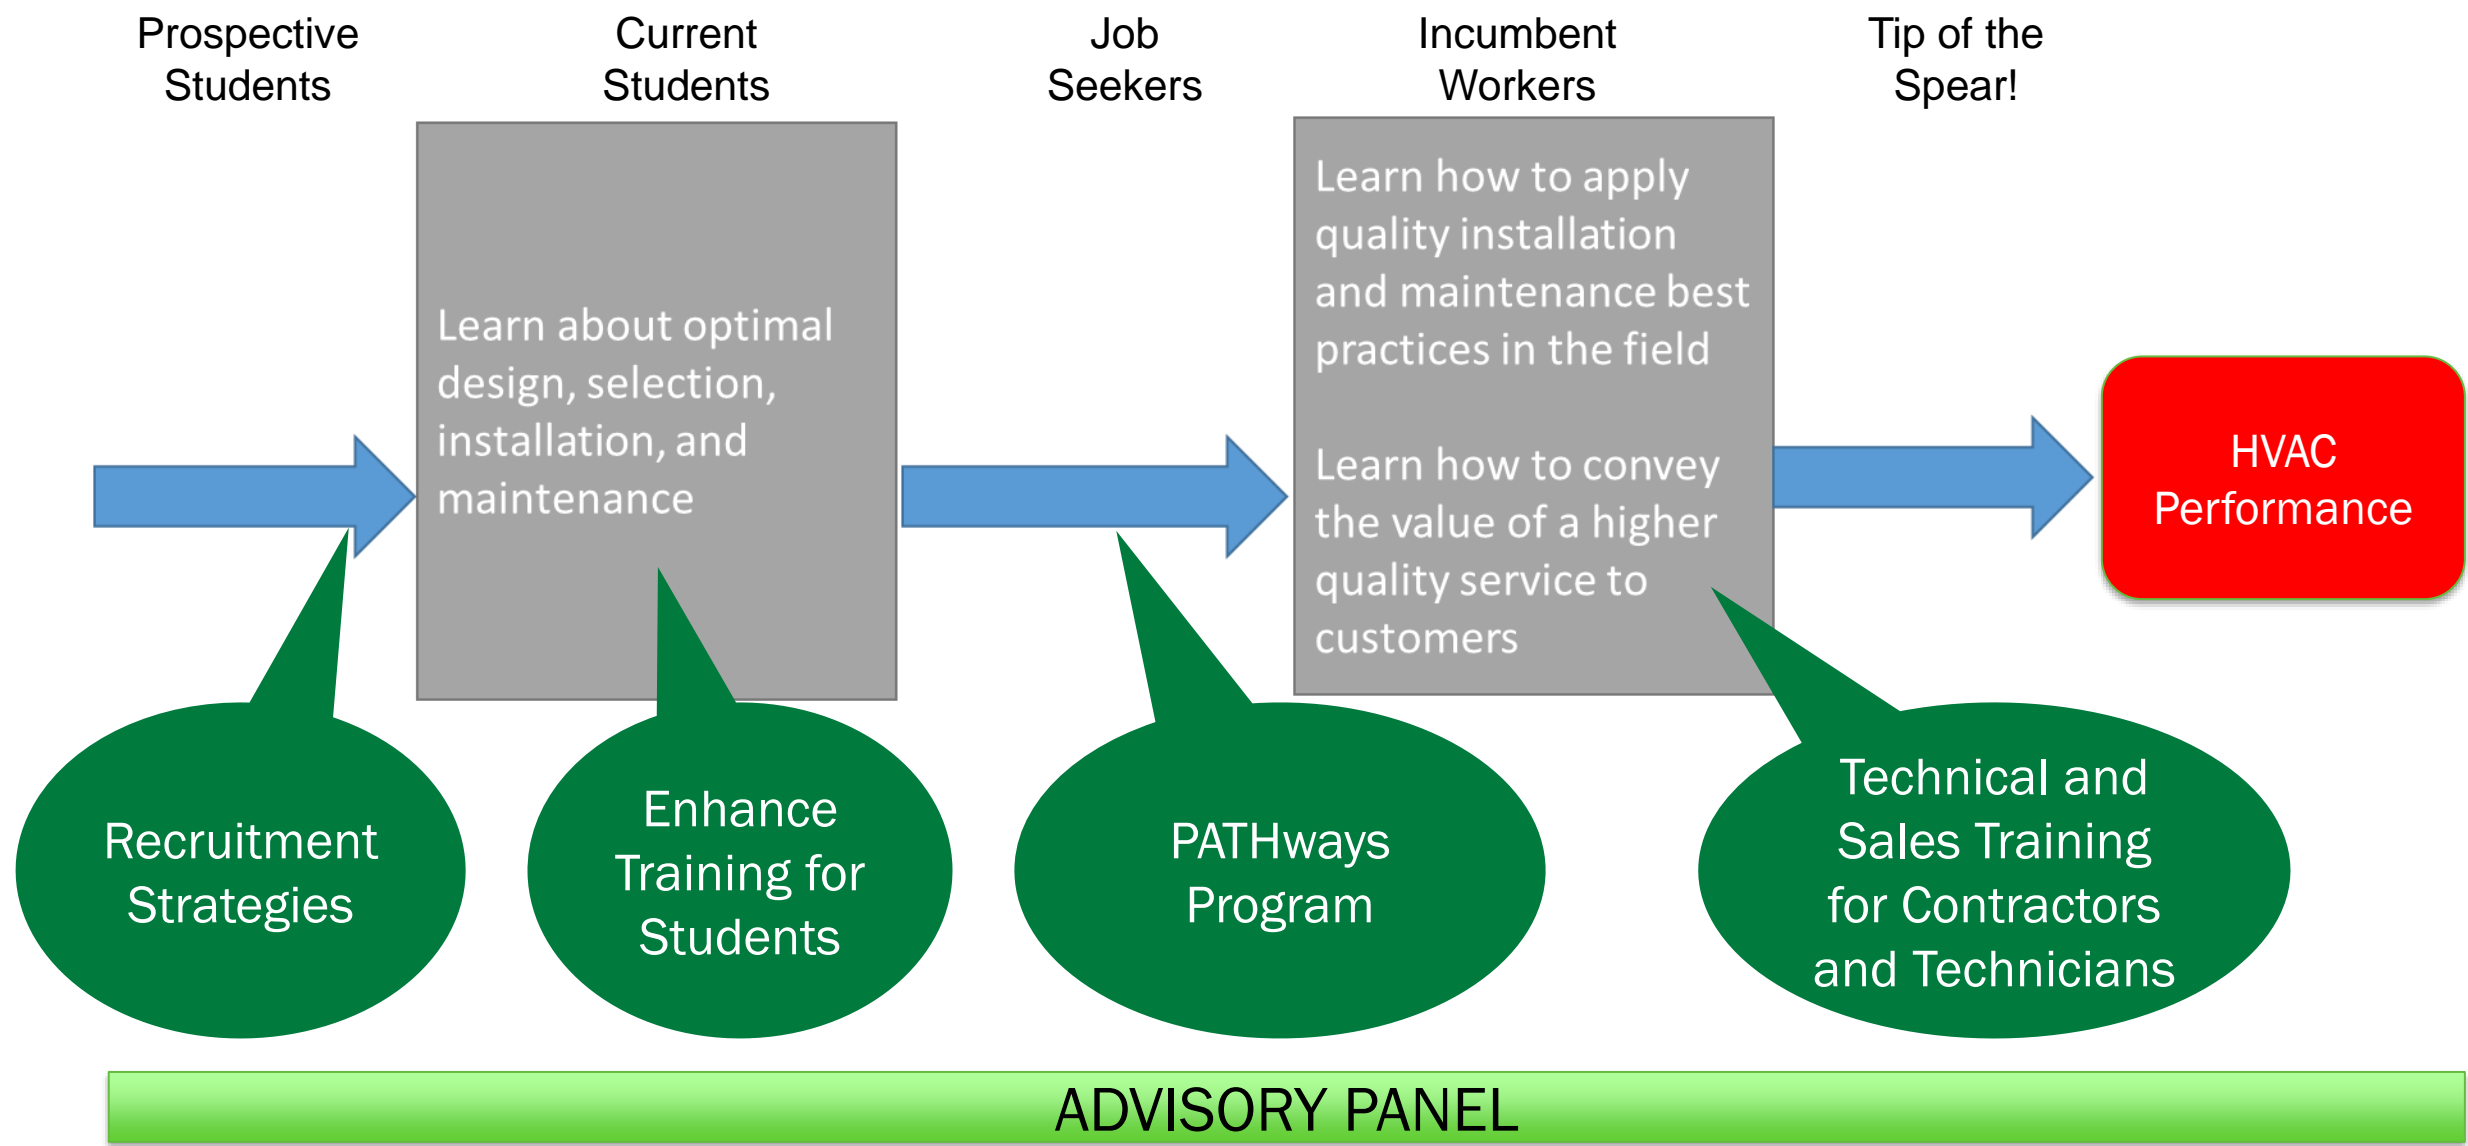 Prospective
Students
Current
Students
Job
Seekers
Incumbent
Workers
Tip of the
Spear!
Learn about optimal
design, selection,
installation, and
maintenance
Learn how to apply
quality installation
and maintenance best
practices in the field
Learn how to convey
the value of a higher
quality service to
customers
HVAC
Performance
Recruitment
Strategies
Enhance
Training for
Students
PATHways
Program
Technical and
Sales Training
for Contractors
and Technicians
ADVISORY PANEL